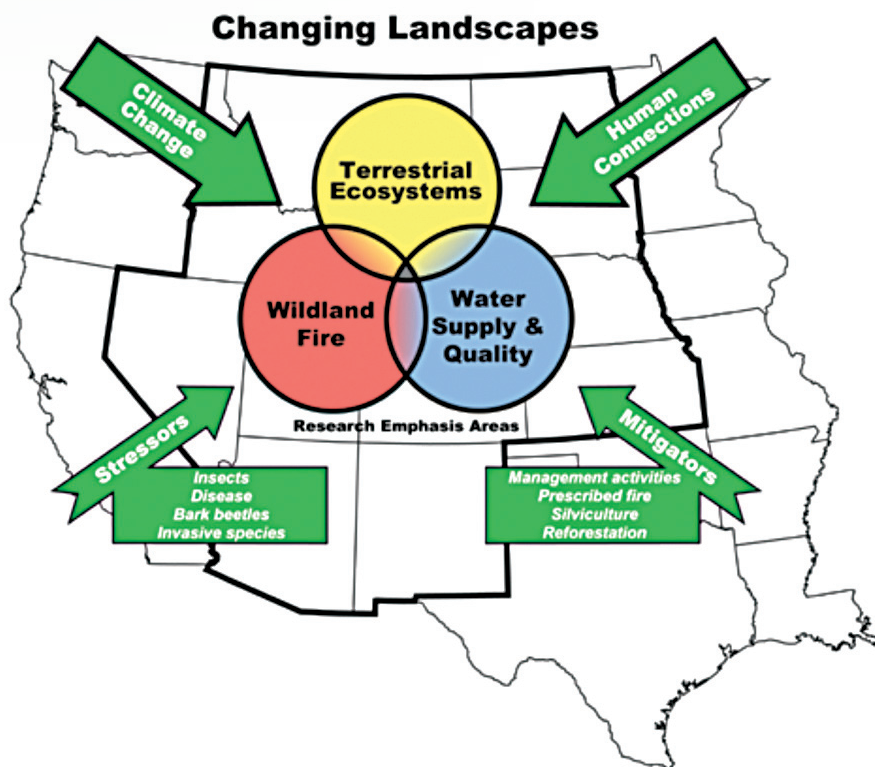 Changing Landscapes
Climate
Change
Human
Connections
Terrestrial
Ecosystems
Wildland
Fire
Water
Supply &
Quality
Research Emphasis Areas
Stressors
Insects
Disease
Bark beetles
Invasive species
Mitigators
Management activities
Prescribed fire
Silviculture
Reforestation